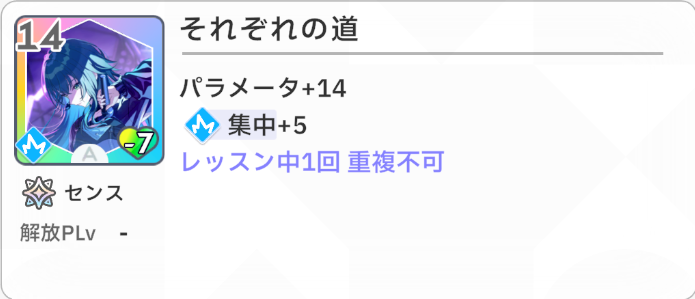 それぞれの道
14
パラメータ+14
集中+5
-7
A
レッスン中1回 重複不可
センス
解放PLv -